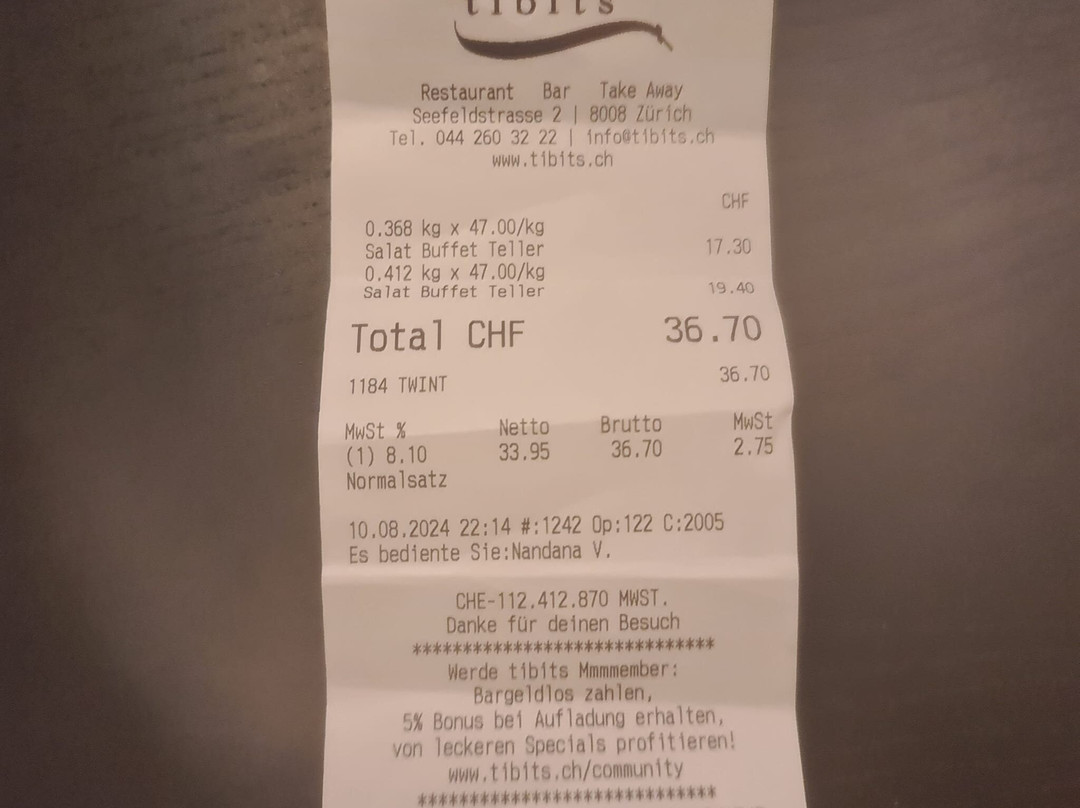 tibits
Restaurant Bar Take Away
Seefeldstrasse 2 | 8008 Zürich
Tel. 044 260 32 22 | info@tibits.ch
www.tibits.ch
CHF
0.368 kg x 47.00/kg
Salat Buffet Teller 17.30
0.412 kg x 47.00/kg
Salat Buffet Teller 19.40
Total CHF 36.70
1184 TWINT 36.70
MwSt % Netto Brutto MwSt
(1) 8.10 33.95 36.70 2.75
Normalsatz
10.08.2024 22:14 #:1242 Op:122 C:2005
Es bediente Sie:Nandana V.
CHE-112.412.870 MWST.
Danke für deinen Besuch
******************************
Werde tibits Mmmmember:
Bargeldlos zahlen,
5% Bonus bei Aufladung erhalten,
von leckeren Specials profitieren!
www.tibits.ch/community
******************************